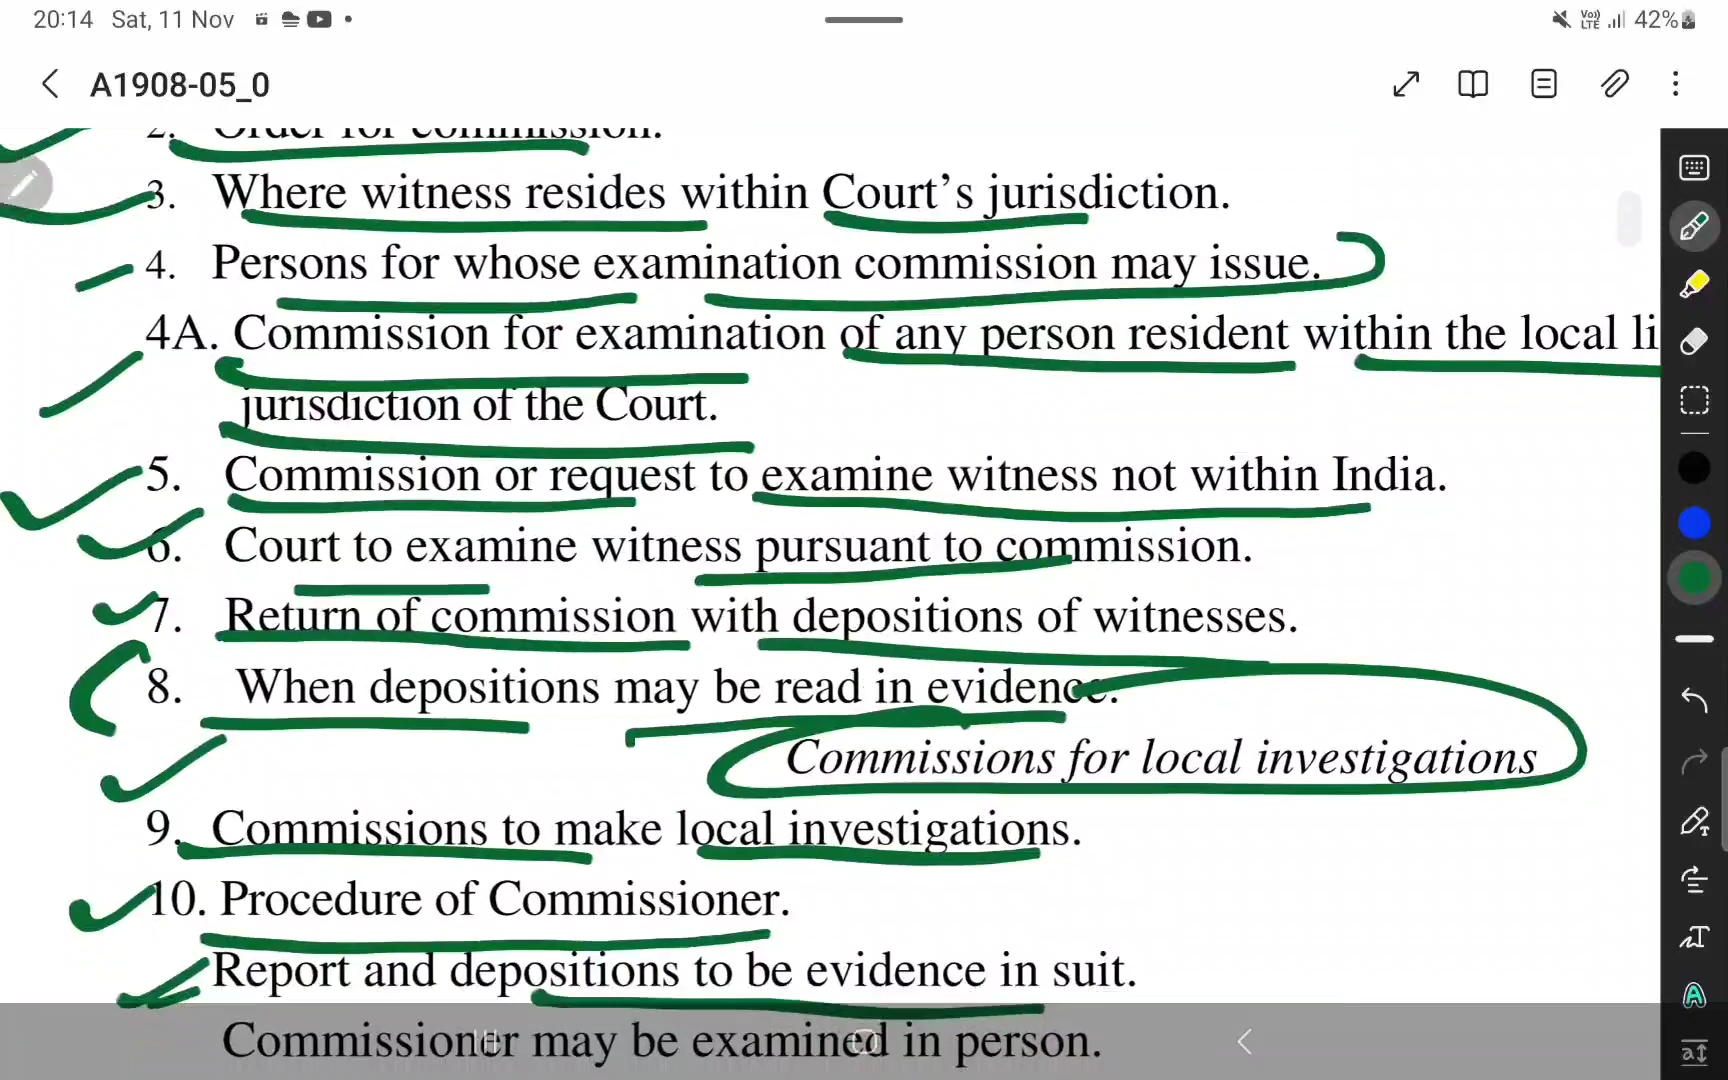 20:14 Sat, 11 Nov 42%
A1908-05_0
2. Order for commission.
3. Where witness resides within Court’s jurisdiction.
4. Persons for whose examination commission may issue.
4A. Commission for examination of any person resident within the local li
jurisdiction of the Court.
5. Commission or request to examine witness not within India.
6. Court to examine witness pursuant to commission.
7. Return of commission with depositions of witnesses.
8. When depositions may be read in evidence.
Commissions for local investigations
9. Commissions to make local investigations.
10. Procedure of Commissioner.
Report and depositions to be evidence in suit.
Commissioner may be examined in person.